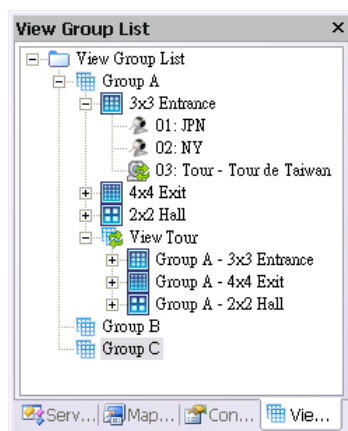 View Group List
View Group List
Group A
3x3 Entrance
01: JPN
02: NY
03: Tour - Tour de Taiwan
4x4 Exit
2x2 Hall
View Tour
Group A - 3x3 Entrance
Group A - 4x4 Exit
Group A - 2x2 Hall
Group B
Group C
Serv... Map... Con... Vie...